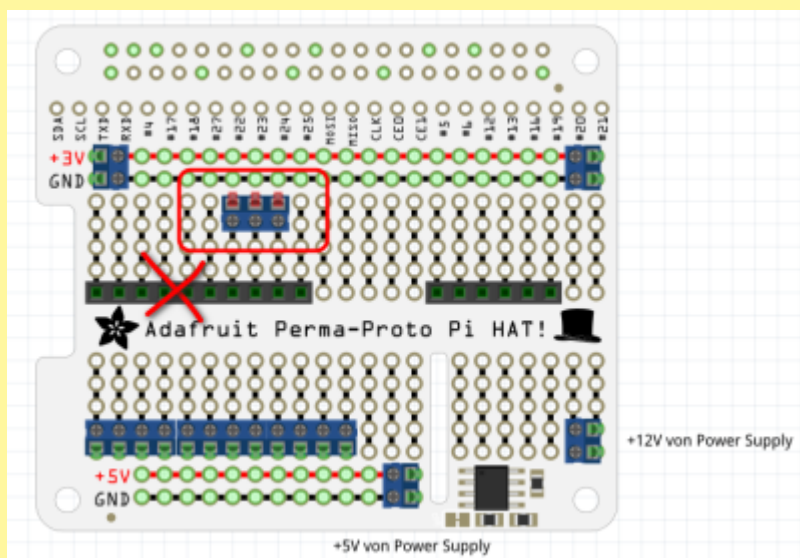 SDA SCL TXD RXD #4 #17 #18 #27 #22 #23 #24 #25 MOSI MISO CLK CE0 CE1 #5 #6 #12 #13 #16 #19 #20 #21
+3V
GND
Adafruit Perma-Proto Pi HAT!
+12V von Power Supply
+5V
GND
+5V von Power Supply